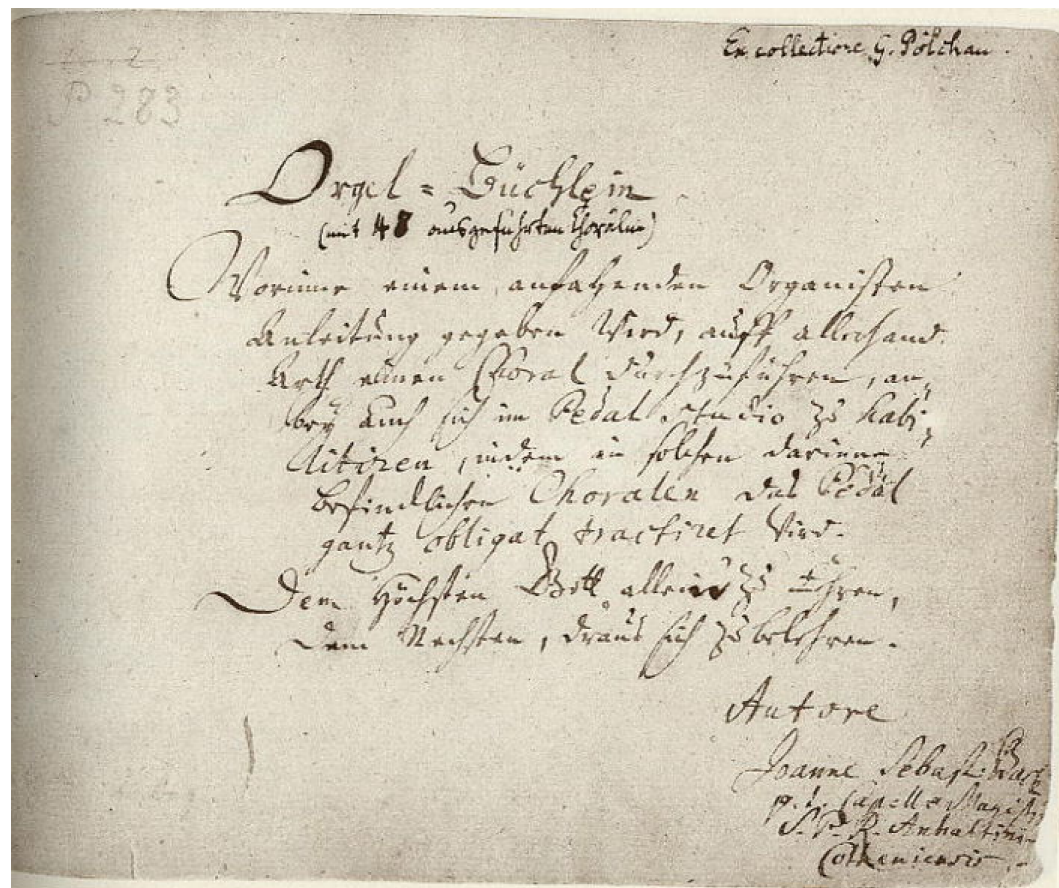 Ex collectione G. Pölchau.
P 283
Orgel = Büchlein
(mit 48 ausgeführten Chorälen)
Worinne einem anfahenden Organisten
Anleitung gegeben wird, auff allerhand
Arth einen Choral durchzuführen, an-
bey auch sich im Pedal studio zu habi-
litiren, indem in solchen darinne
befindlichen Choralen das Pedal
gantz obligat tractiret wird.
Dem Höchsten Gott allein zu Ehren,
Dem Nechsten, draus sich zu belehren.
Autore
Joanne Sebast. Bach
p. t. Capellae Magistri
S. P. R. Anhaltini-
Cotheniensis.